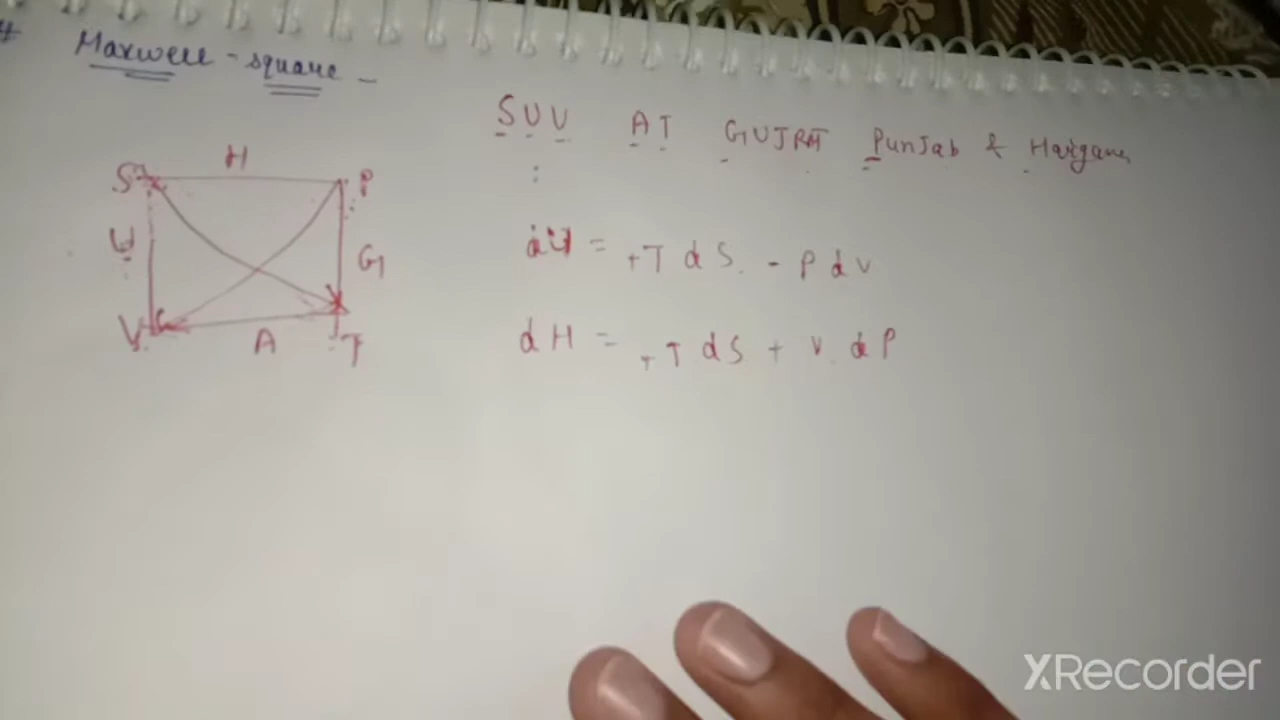 # Maxwell - square -
SUV AT GUJRAT Punjab & Haryana
S H P
U G
V A T
dU = +T dS. - P dV
dH = +T dS + V. dP
XRecorder